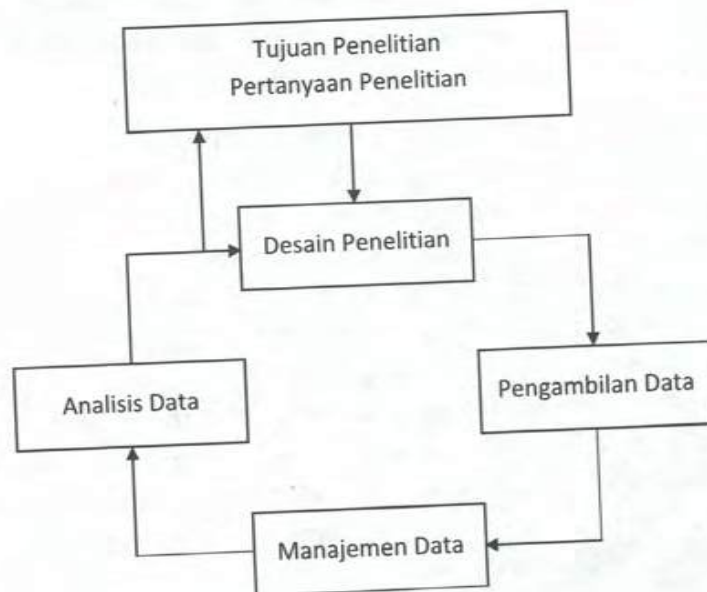 Tujuan Penelitian
Pertanyaan Penelitian
Desain Penelitian
Pengambilan Data
Manajemen Data
Analisis Data